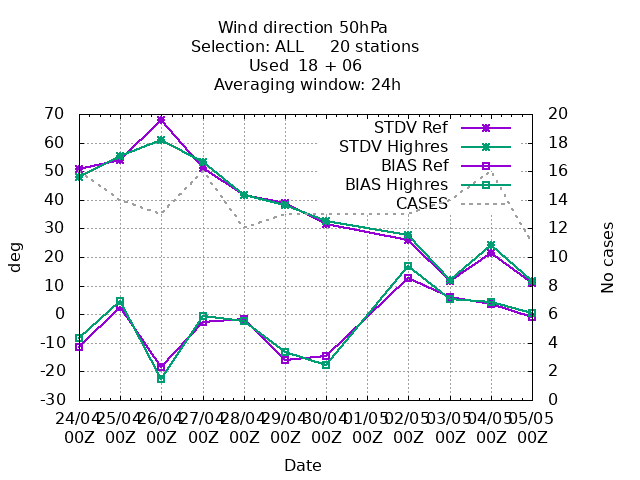 Wind direction 50hPa
Selection: ALL 20 stations
Used 18 + 06
Averaging window: 24h
70 20
60 18
50 16
40 14
30 12
20 10
10 8
0 6
-10 4
-20 2
-30 0
deg
No cases
STDV Ref
STDV Highres
BIAS Ref
BIAS Highres
CASES
24/04 25/04 26/04 27/04 28/04 29/04 30/04 01/05 02/05 03/05 04/05 05/05
00Z 00Z 00Z 00Z 00Z 00Z 00Z 00Z 00Z 00Z 00Z 00Z
Date